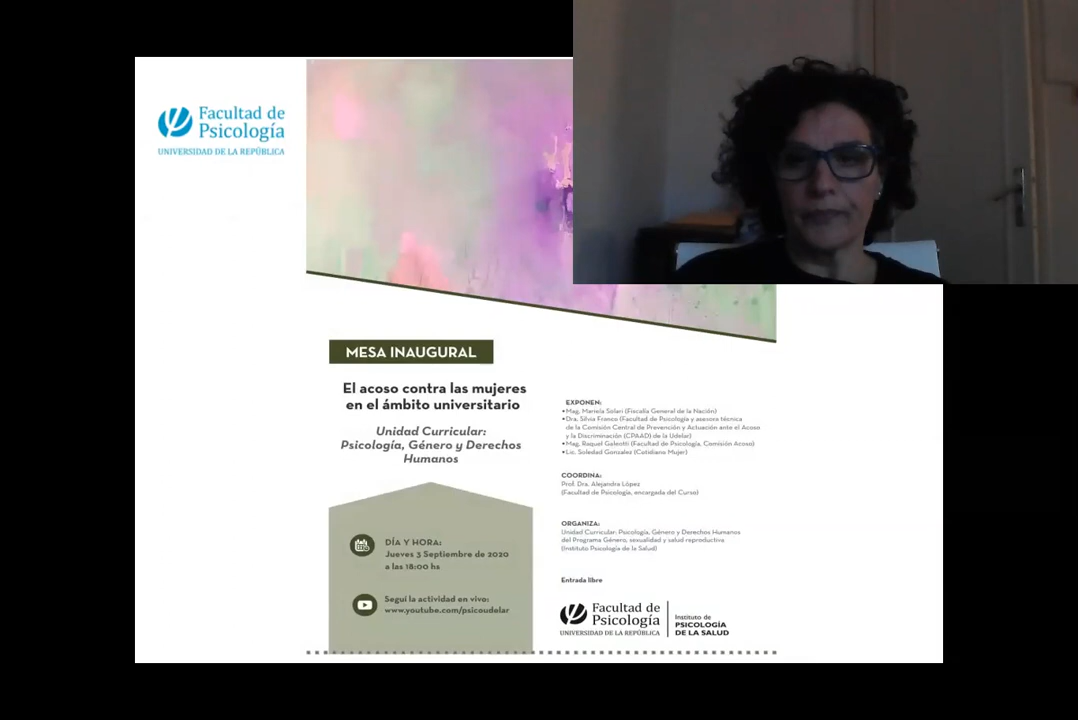 Facultad de
Psicología
UNIVERSIDAD DE LA REPÚBLICA
MESA INAUGURAL
El acoso contra las mujeres
en el ámbito universitario
Unidad Curricular:
Psicología, Género y Derechos
Humanos
DÍA Y HORA:
Jueves 3 Septiembre de 2020
a las 18:00 hs
Seguí la actividad en vivo:
www.youtube.com/psicoudelar
EXPONEN:
• Mag. Mariela Solari (Fiscalía General de la Nación)
• Dra. Silvia Franco (Facultad de Psicología y asesora técnica
de la Comisión Central de Prevención y Actuación ante el Acoso
y la Discriminación (CPAAD) de la Udelar)
• Mag. Raquel Galeotti (Facultad de Psicología, Comisión Acoso)
• Lic. Soledad Gonzalez (Cotidiano Mujer)
COORDINA:
Prof. Dra. Alejandra López
(Facultad de Psicología, encargada del Curso)
ORGANIZA:
Unidad Curricular: Psicología, Género y Derechos Humanos
del Programa Género, sexualidad y salud reproductiva
(Instituto Psicología de la Salud)
Entrada libre
Facultad de
Psicología
UNIVERSIDAD DE LA REPÚBLICA
Instituto de
PSICOLOGÍA
DE LA SALUD